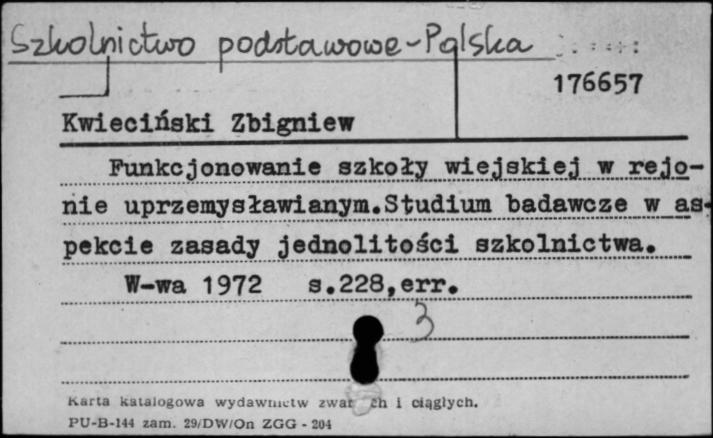 Szkolnictwo podstawowe-Polska
176657
Kwieciński Zbigniew
Funkcjonowanie szkoły wiejskiej w rejo-
nie uprzemysławianym.Studium badawcze w as-
pekcie zasady jednolitości szkolnictwa.
W-wa 1972 s.228,err.
3
Karta katalogowa wydawnictw i ciągłych.
PU-B-144 zam. 29/DW/On ZGG - 204